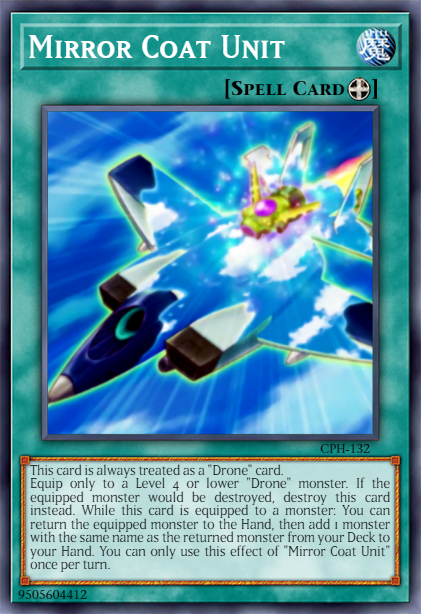 Mirror Coat Unit
魔
[Spell Card]
CPH-132
This card is always treated as a "Drone" card.
Equip only to a Level 4 or lower "Drone" monster. If the
equipped monster would be destroyed, destroy this card
instead. While this card is equipped to a monster: You can
return the equipped monster to the Hand, then add 1 monster
with the same name as the returned monster from your Deck to
your Hand. You can only use this effect of "Mirror Coat Unit"
once per turn.
9505604412